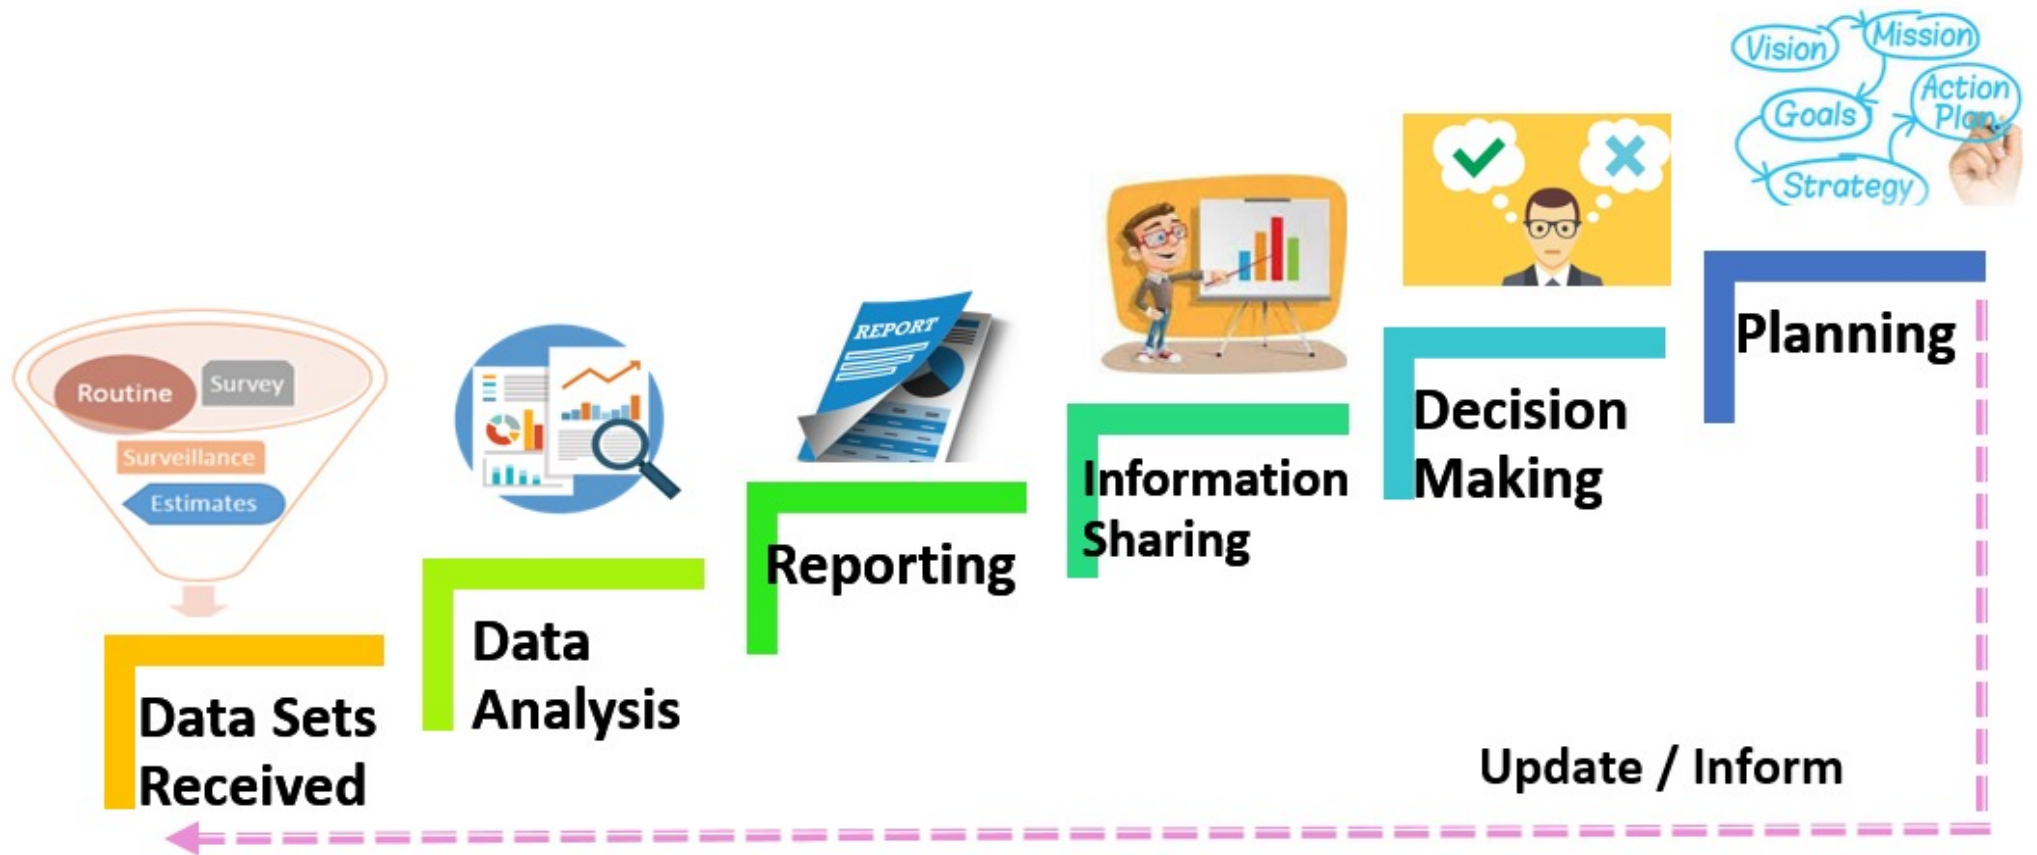 Vision
Mission
Goals
Action
Plan
Strategy
Routine
Survey
Surveillance
Estimates
REPORT
Data Sets
Received
Data
Analysis
Reporting
Information
Sharing
Decision
Making
Planning
Update / Inform